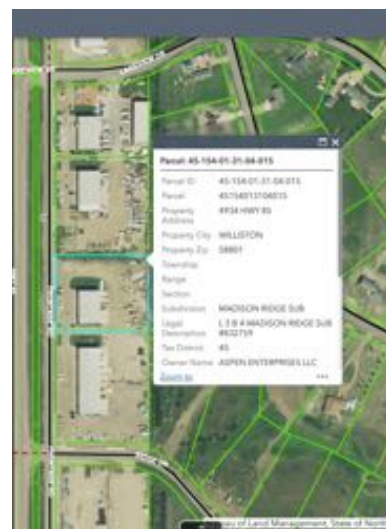 Parcel: 45-154-01-31-04-015
Parcel ID 45-154-01-31-04-015
Parcel 45154013104015
Property Address 4934 HWY 85
Property City WILLISTON
Property Zip 58801
Township
Range
Section
Subdivision MADISON RIDGE SUB
Legal Description L 3 B 4 MADISON RIDGE SUB #832759
Tax District 45
Owner Name ASPEN ENTERPRISES LLC
Zoom to
of Land Management, State of North